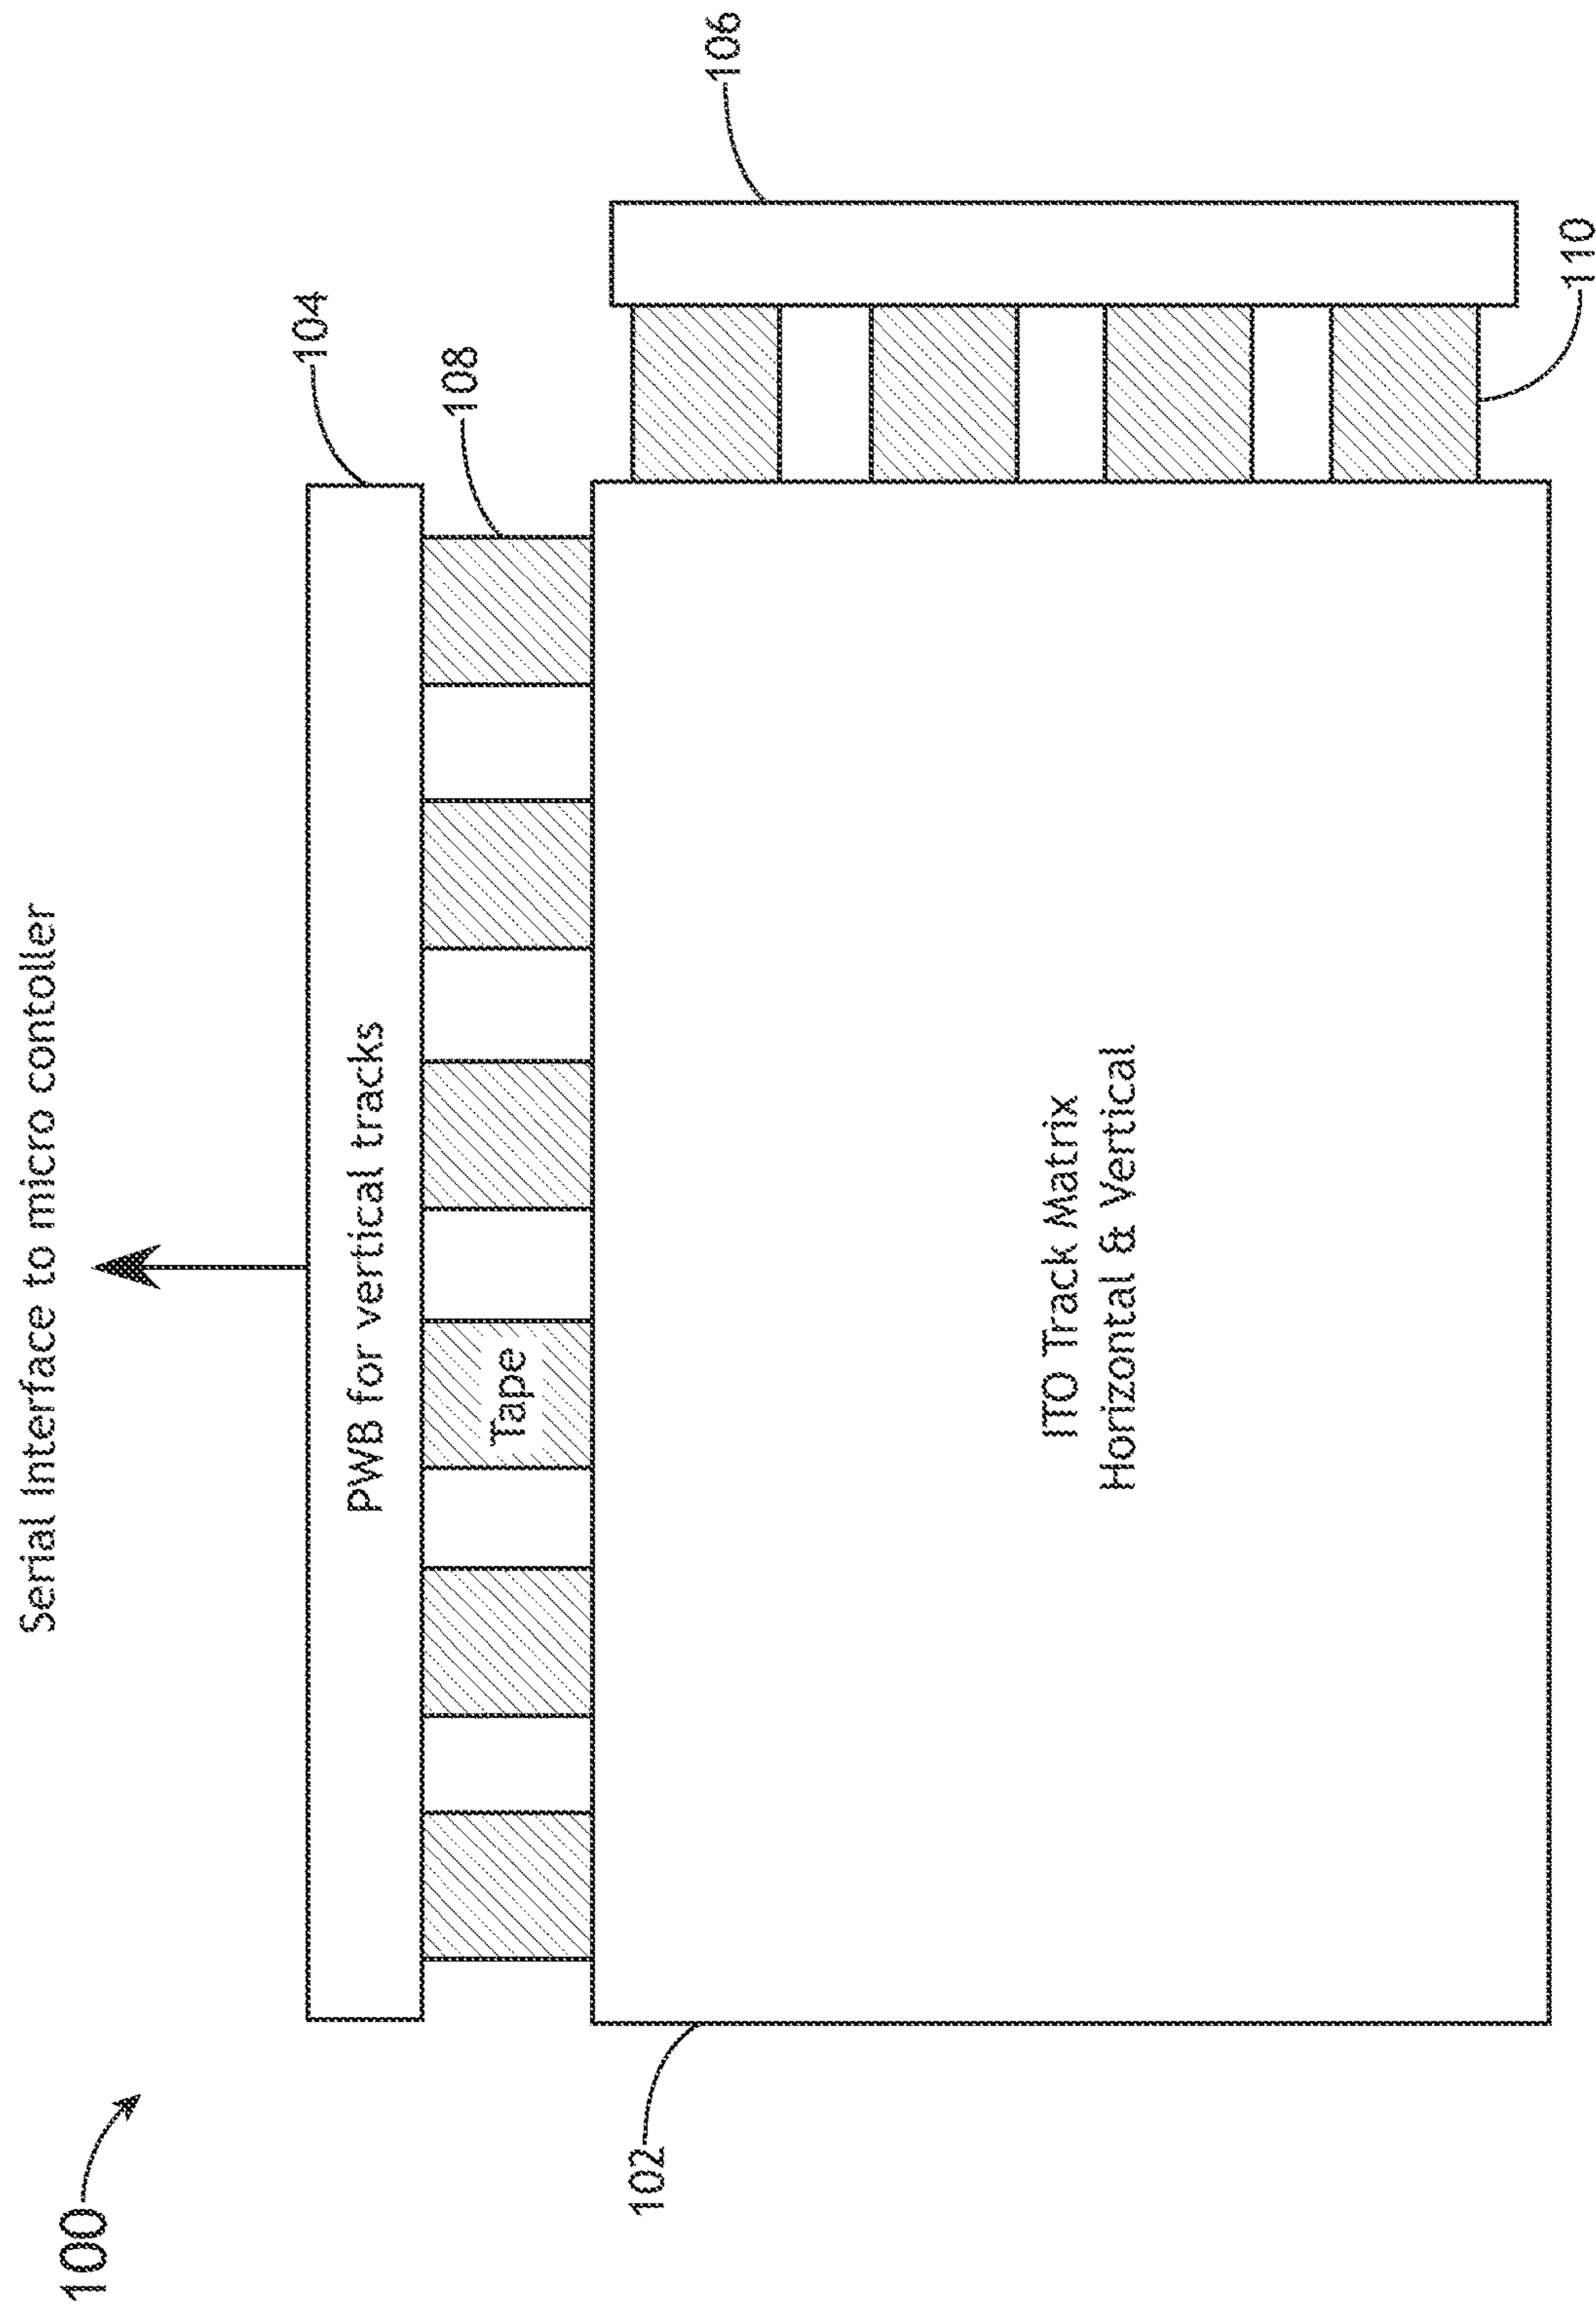 100
Serial Interface to micro contoller
104
PWB for vertical tracks
108
Tape
106
102
ITO Track Matrix
Horizontal & Vertical
110